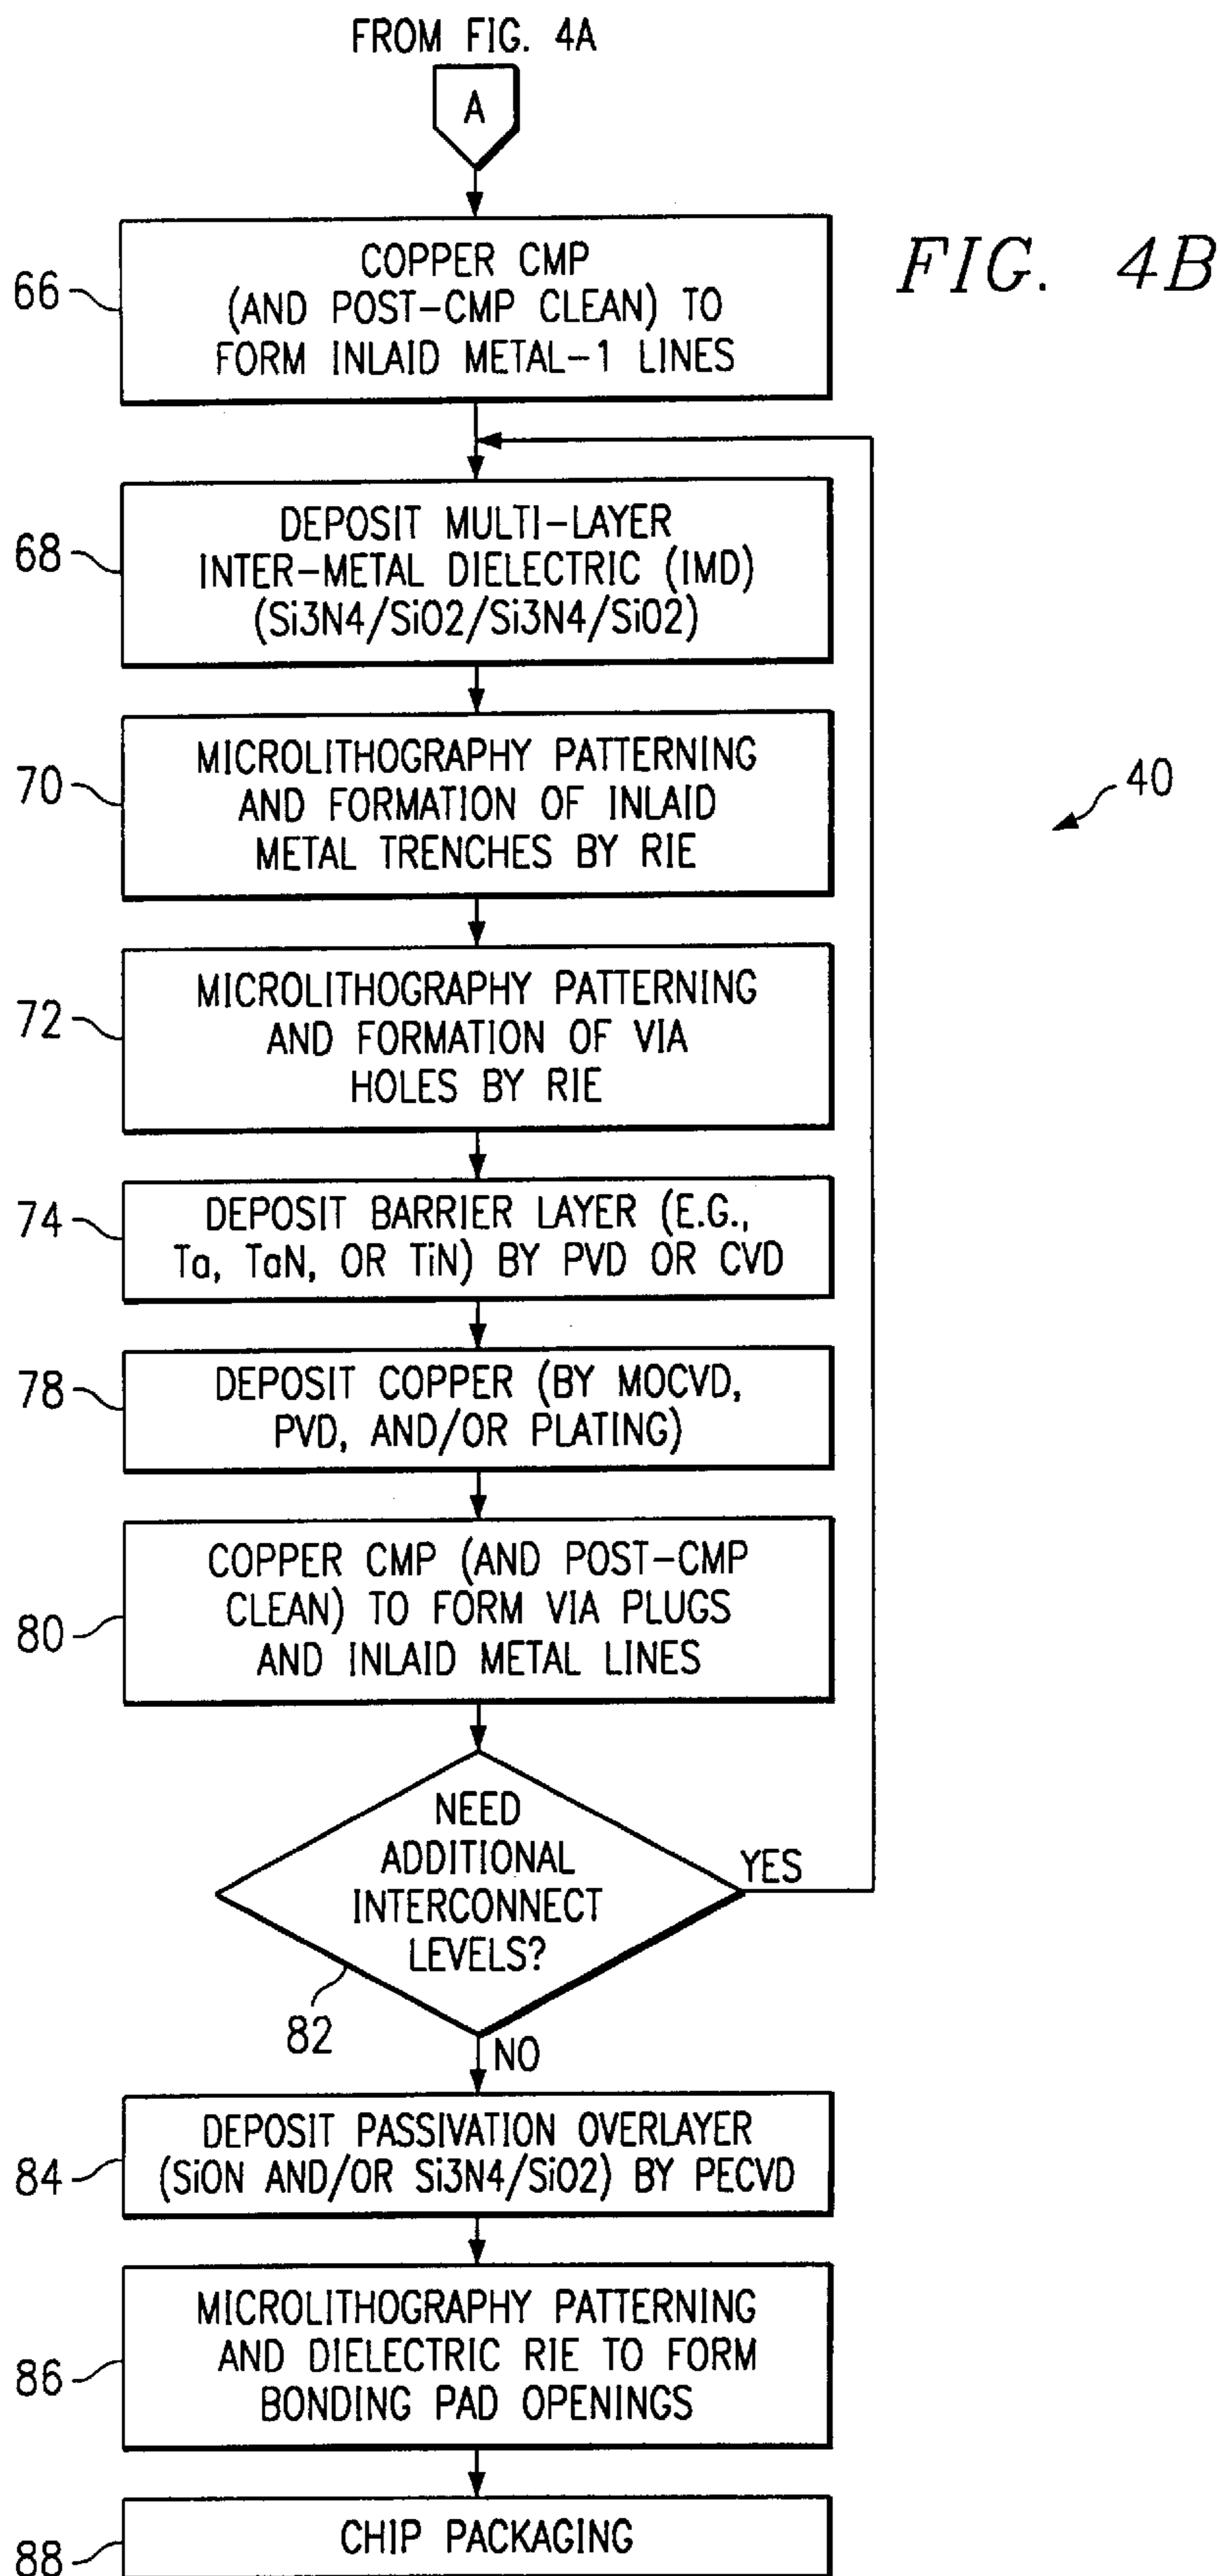 FROM FIG. 4A
A
FIG. 4B
66
COPPER CMP
(AND POST-CMP CLEAN) TO
FORM INLAID METAL-1 LINES
68
DEPOSIT MULTI-LAYER
INTER-METAL DIELECTRIC (IMD)
(Si3N4/SiO2/Si3N4/SiO2)
70
MICROLITHOGRAPHY PATTERNING
AND FORMATION OF INLAID
METAL TRENCHES BY RIE
40
72
MICROLITHOGRAPHY PATTERNING
AND FORMATION OF VIA
HOLES BY RIE
74
DEPOSIT BARRIER LAYER (E.G.,
Ta, TaN, OR TiN) BY PVD OR CVD
78
DEPOSIT COPPER (BY MOCVD,
PVD, AND/OR PLATING)
80
COPPER CMP (AND POST-CMP
CLEAN) TO FORM VIA PLUGS
AND INLAID METAL LINES
NEED
ADDITIONAL
INTERCONNECT
LEVELS?
YES
82
NO
84
DEPOSIT PASSIVATION OVERLAYER
(SiON AND/OR Si3N4/SiO2) BY PECVD
86
MICROLITHOGRAPHY PATTERNING
AND DIELECTRIC RIE TO FORM
BONDING PAD OPENINGS
88
CHIP PACKAGING